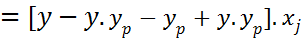 = [y − y.y_p − y_p + y.y_p].x_j